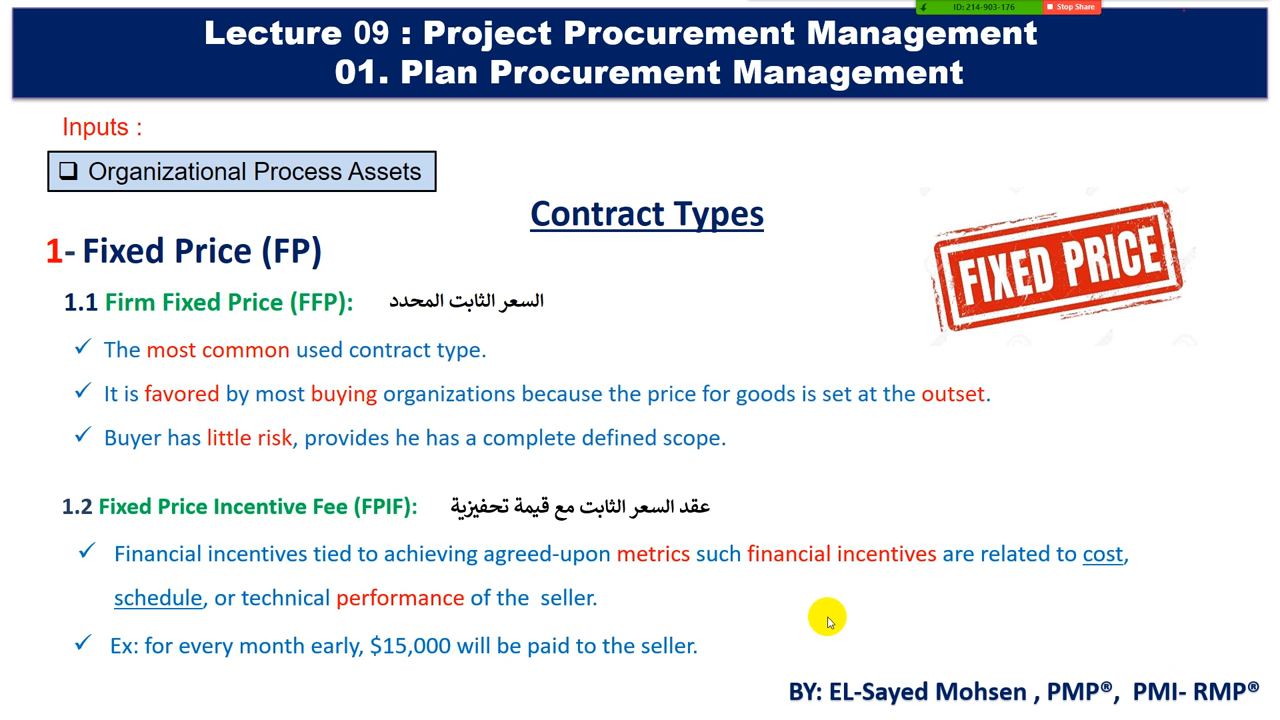 ID: 214-903-176 Stop Share
Lecture 09 : Project Procurement Management
01. Plan Procurement Management
Inputs :
❑ Organizational Process Assets
Contract Types
FIXED PRICE
1- Fixed Price (FP)
1.1 Firm Fixed Price (FFP): السعر الثابت المحدد
✓ The most common used contract type.
✓ It is favored by most buying organizations because the price for goods is set at the outset.
✓ Buyer has little risk, provides he has a complete defined scope.
1.2 Fixed Price Incentive Fee (FPIF): عقد السعر الثابت مع قيمة تحفيزية
✓ Financial incentives tied to achieving agreed-upon metrics such financial incentives are related to cost,
schedule, or technical performance of the seller.
✓ Ex: for every month early, $15,000 will be paid to the seller.
BY: EL-Sayed Mohsen , PMP®, PMI- RMP®